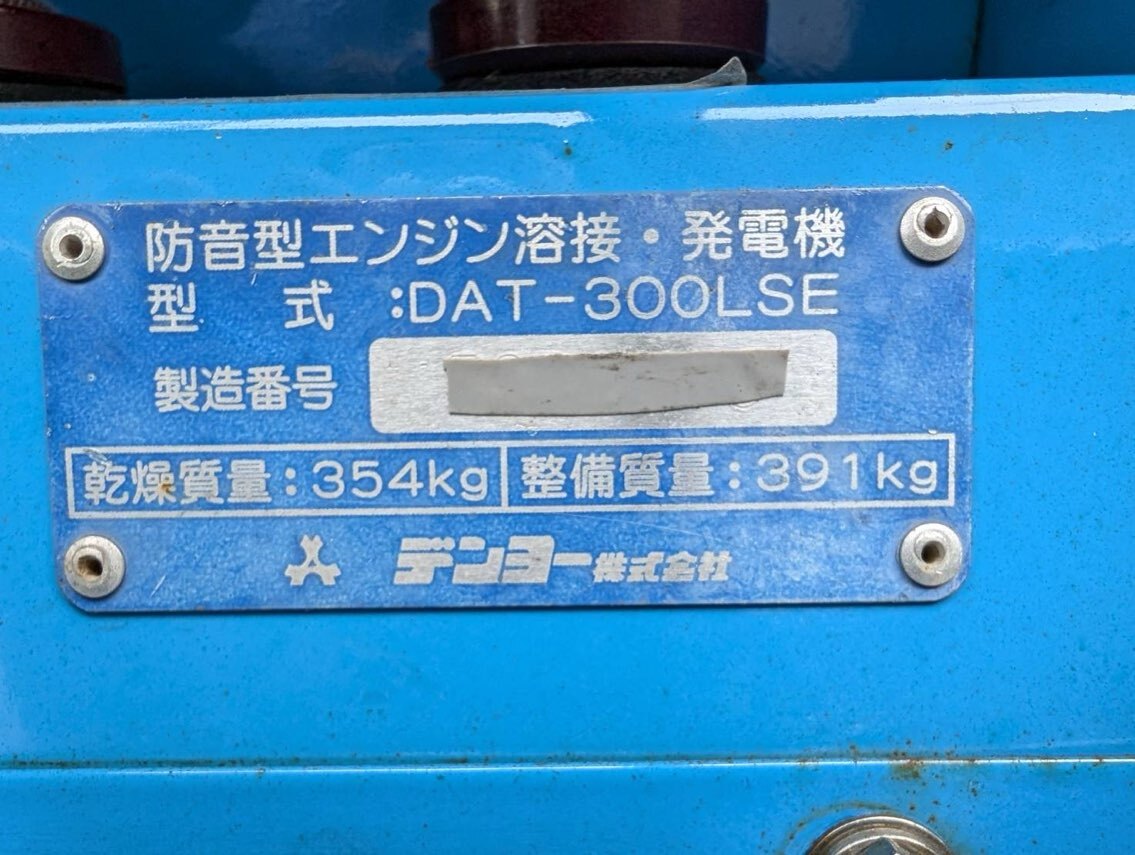 防音型エンジン溶接・発電機
型 式 :DAT-300LSE
製造番号
乾燥質量:354kg 整備質量:391kg
デンヨー株式会社